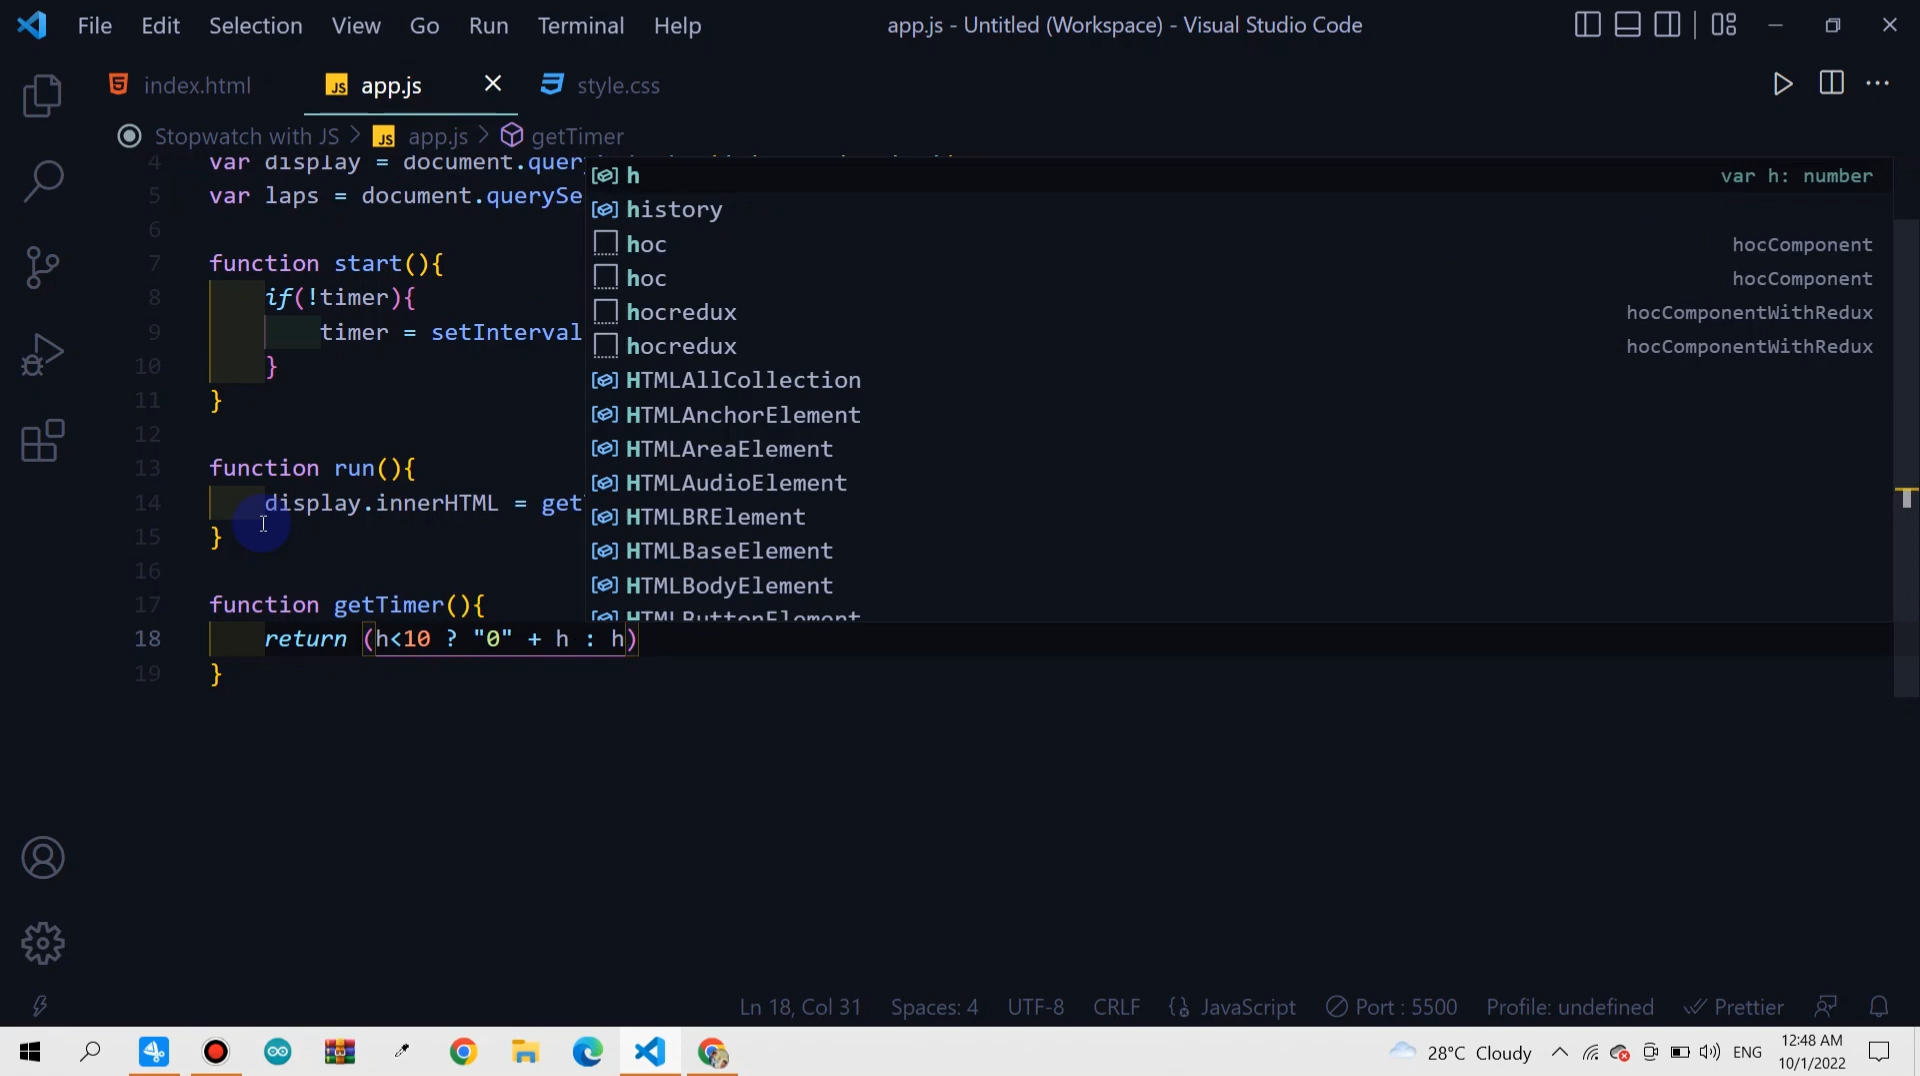 File Edit Selection View Go Run Terminal Help app.js - Untitled (Workspace) - Visual Studio Code
index.html JS app.js style.css
Stopwatch with JS > JS app.js > getTimer
4 var display = document.quer
5 var laps = document.querySe
6
7 function start(){
8 if(!timer){
9 timer = setInterval
10 }
11 }
12
13 function run(){
14 display.innerHTML = get
15 }
16
17 function getTimer(){
18 return (h<10 ? "0" + h : h)
19 }
h var h: number
history
hoc hocComponent
hoc hocComponent
hocredux hocComponentWithRedux
hocredux hocComponentWithRedux
HTMLAllCollection
HTMLAnchorElement
HTMLAreaElement
HTMLAudioElement
HTMLBRElement
HTMLBaseElement
HTMLBodyElement
HTMLButtonElement
Ln 18, Col 31 Spaces: 4 UTF-8 CRLF {} JavaScript Port : 5500 Profile: undefined Prettier
28°C Cloudy ENG 12:48 AM
10/1/2022